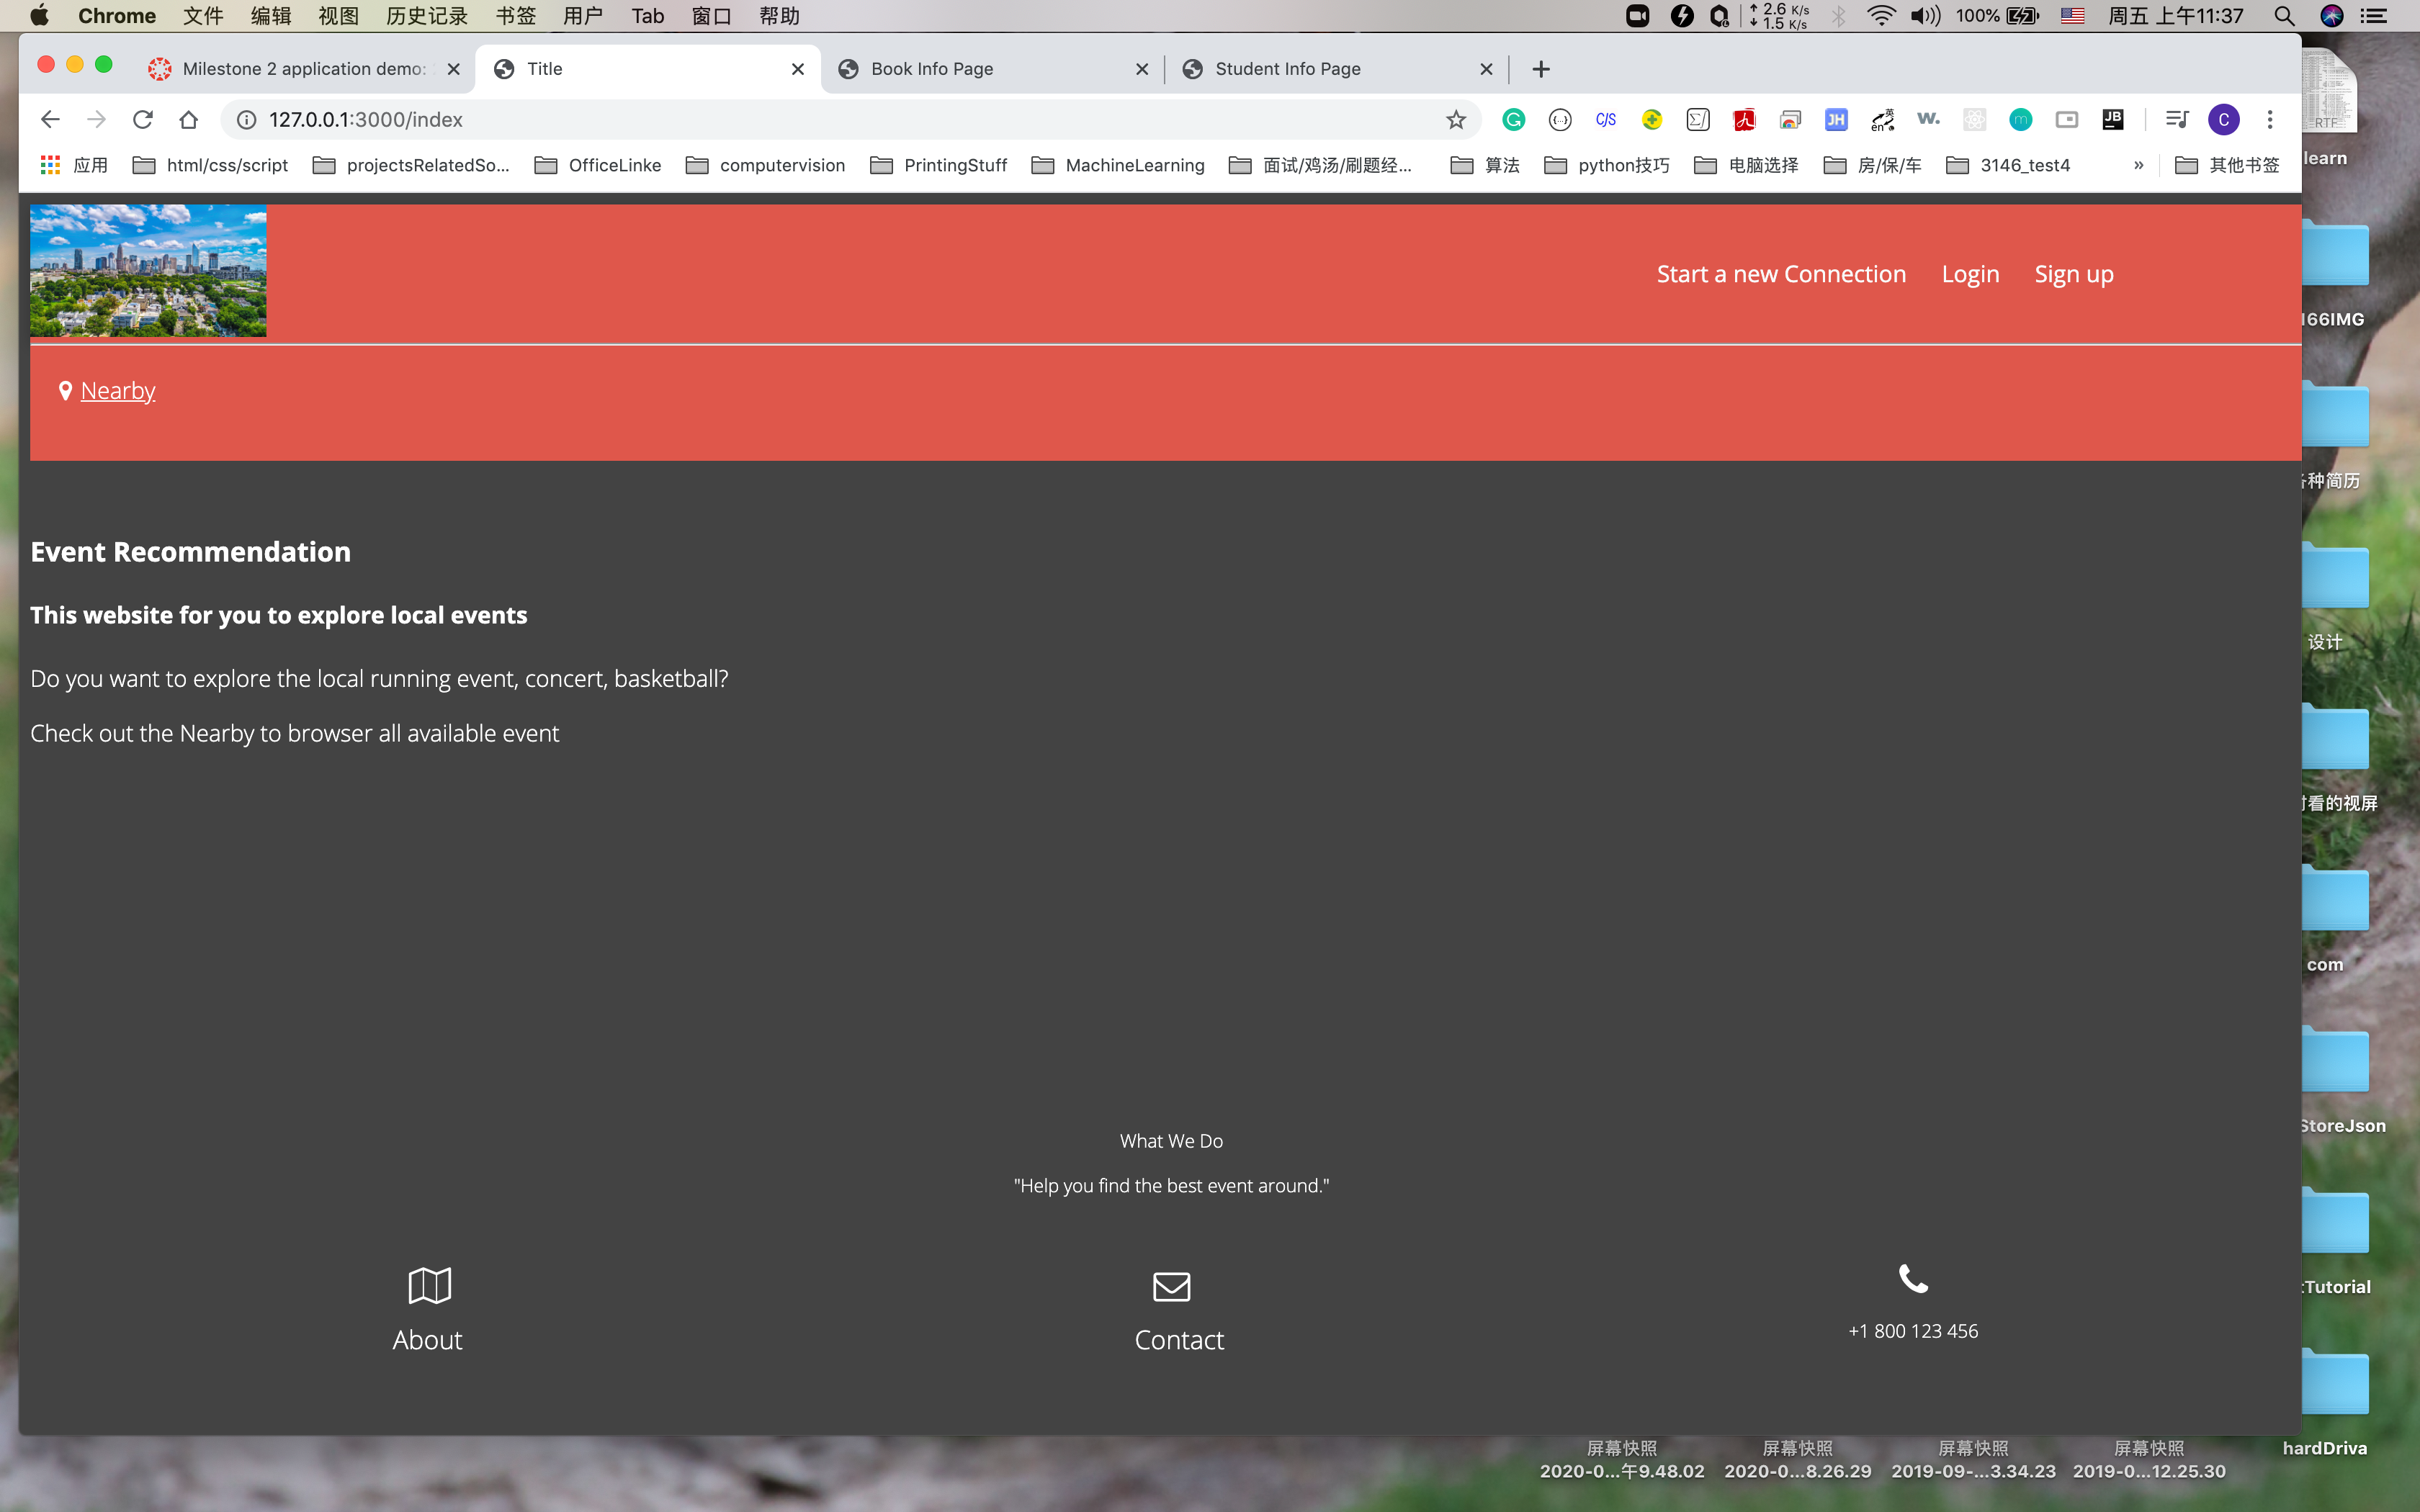 Chrome 文件 编辑 视图 历史记录 书签 用户 Tab 窗口 帮助 2.6 K/s 1.5 K/s 100% 周五 上午11:37
Milestone 2 application demo: Title Book Info Page Student Info Page
127.0.0.1:3000/index
C/S JH 英 en W. m JB C
应用 html/css/script projectsRelatedSo... OfficeLinke computervision PrintingStuff MachineLearning 面试/鸡汤/刷题经... 算法 python技巧 电脑选择 房/保/车 3146_test4 » 其他书签
Start a new Connection Login Sign up
Nearby
Event Recommendation
This website for you to explore local events
Do you want to explore the local running event, concert, basketball?
Check out the Nearby to browser all available event
What We Do
"Help you find the best event around."
About
Contact
+1 800 123 456
RTF
learn
166IMG
种简历
设计
看的视屏
com
StoreJson
tTutorial
hardDriva
屏幕快照 屏幕快照 屏幕快照 屏幕快照
2020-0...午9.48.02 2020-0...8.26.29 2019-09-...3.34.23 2019-0...12.25.30